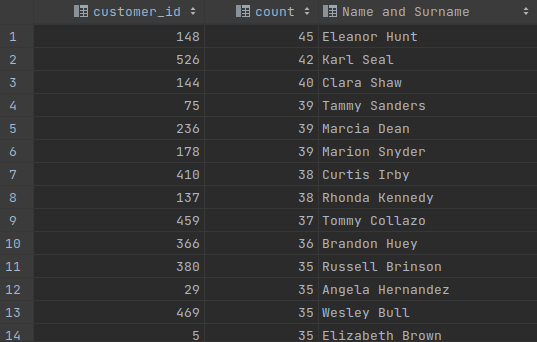 customer_id count Name and Surname
1 148 45 Eleanor Hunt
2 526 42 Karl Seal
3 144 40 Clara Shaw
4 75 39 Tammy Sanders
5 236 39 Marcia Dean
6 178 39 Marion Snyder
7 410 38 Curtis Irby
8 137 38 Rhonda Kennedy
9 459 37 Tommy Collazo
10 366 36 Brandon Huey
11 380 35 Russell Brinson
12 29 35 Angela Hernandez
13 469 35 Wesley Bull
14 5 35 Elizabeth Brown